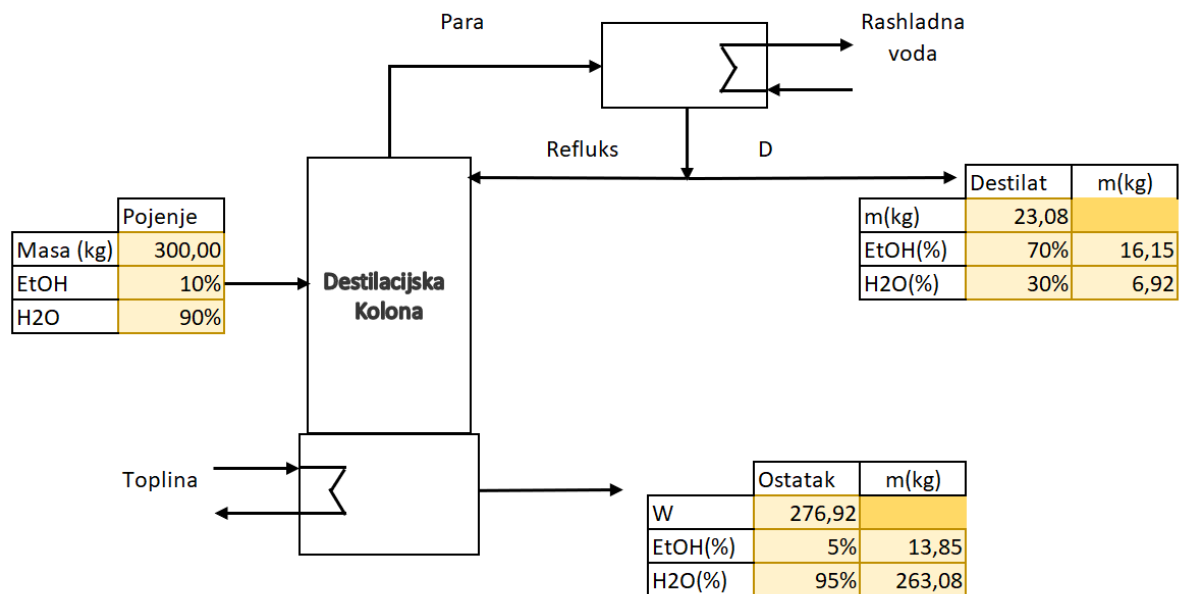 Para
Rashladna
voda
Refluks
D
Destilat m(kg)
m(kg) 23,08
EtOH(%) 70% 16,15
H2O(%) 30% 6,92
Pojenje
Masa (kg) 300,00
EtOH 10%
H2O 90%
Destilacijska
Kolona
Toplina
Ostatak m(kg)
W 276,92
EtOH(%) 5% 13,85
H2O(%) 95% 263,08